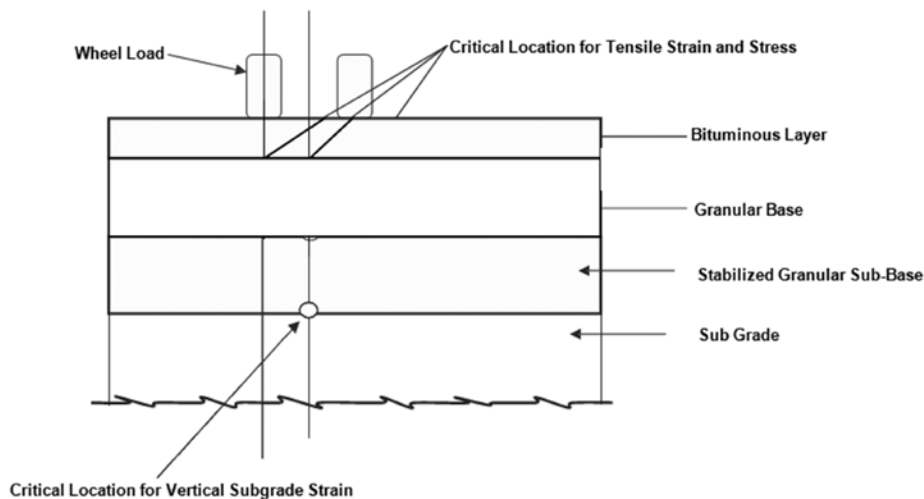 Wheel Load
Critical Location for Tensile Strain and Stress
Bituminous Layer
Granular Base
Stabilized Granular Sub-Base
Sub Grade
Critical Location for Vertical Subgrade Strain